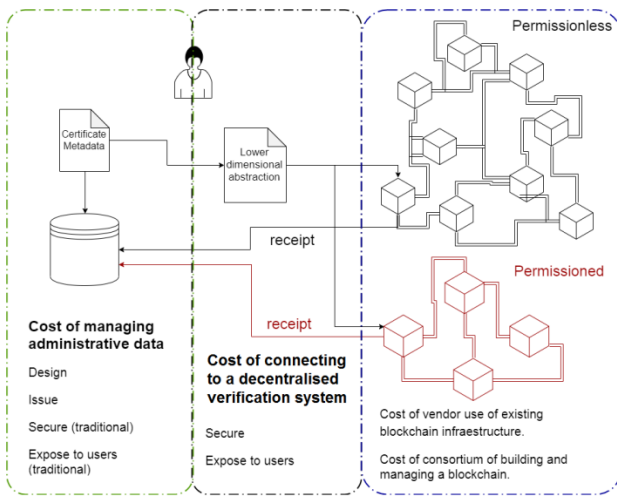 Permissionless
Certificate
Metadata
Lower
dimensional
abstraction
receipt
Permissioned
receipt
Cost of managing
administrative data
Design
Issue
Secure (traditional)
Expose to users
(traditional)
Cost of connecting
to a decentralised
verification system
Secure
Expose to users
Cost of vendor use of existing
blockchain infraestructure.
Cost of consortium of building and
managing a blockchain.